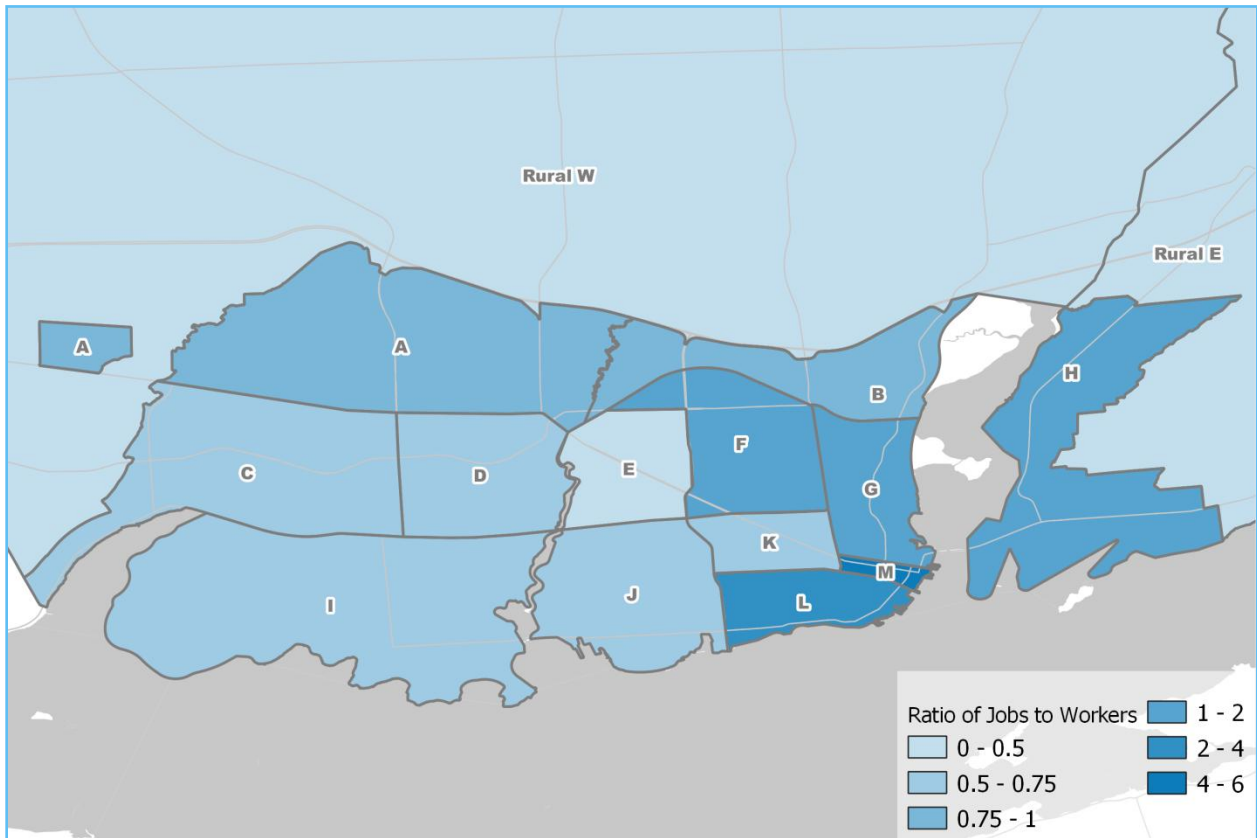 Rural W
Rural E
A
A
H
B
F
C
D
E
G
K
M
I
J
L
Ratio of Jobs to Workers
0 - 0.5
0.5 - 0.75
0.75 - 1
1 - 2
2 - 4
4 - 6